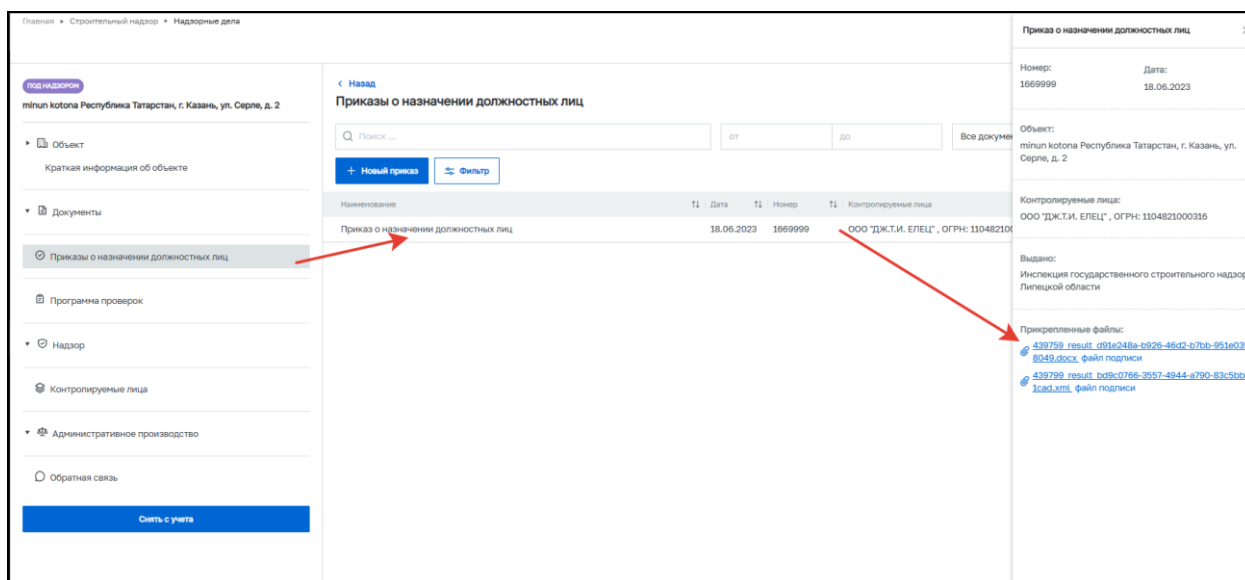 Главная ▸ Строительный надзор ▸ Надзорные дела
ПОД НАДЗОРОМ
minun kotona Республика Татарстан, г. Казань, ул. Серле, д. 2
Объект
Краткая информация об объекте
Документы
Приказы о назначении должностных лиц
Программа проверок
Надзор
Контролируемые лица
Административное производство
Обратная связь
Снять с учета
Назад
Приказы о назначении должностных лиц
Поиск ... от до Все докуме
+ Новый приказ Фильтр
Наименование Дата Номер Контролируемые лица
Приказ о назначении должностных лиц 18.06.2023 1669999 ООО "ДЖ.Т.И. ЕЛЕЦ" , ОГРН: 110482100
Приказ о назначении должностных лиц
Номер: Дата:
1669999 18.06.2023
Объект:
minun kotona Республика Татарстан, г. Казань, ул.
Серле, д. 2
Контролируемые лица:
ООО "ДЖ.Т.И. ЕЛЕЦ" , ОГРН: 1104821000316
Выдано:
Инспекция государственного строительного надзор
Липецкой области
Прикрепленные файлы:
439759_result_d91e248a-b926-46d2-b7bb-951e039
8049.docx файл подписи
439799_result_bd9c0766-3557-4944-a790-83c5bb
1cad.xml файл подписи